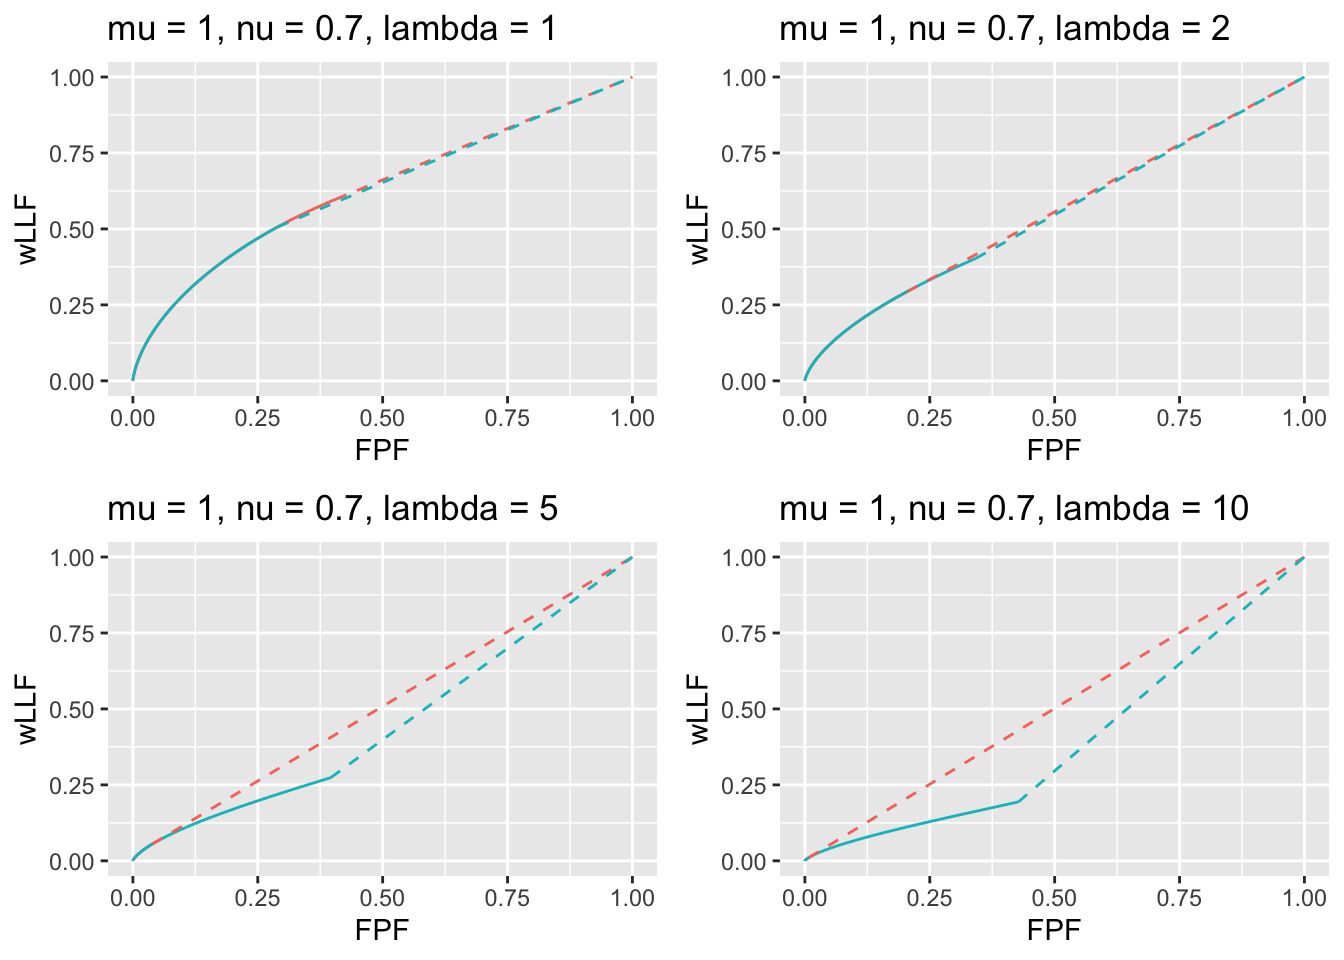 mu = 1, nu = 0.7, lambda = 1
1.00
0.75
0.50
0.25
0.00
wLLF
0.00 0.25 0.50 0.75 1.00
FPF
mu = 1, nu = 0.7, lambda = 2
1.00
0.75
0.50
0.25
0.00
wLLF
0.00 0.25 0.50 0.75 1.00
FPF
mu = 1, nu = 0.7, lambda = 5
1.00
0.75
0.50
0.25
0.00
wLLF
0.00 0.25 0.50 0.75 1.00
FPF
mu = 1, nu = 0.7, lambda = 10
1.00
0.75
0.50
0.25
0.00
wLLF
0.00 0.25 0.50 0.75 1.00
FPF